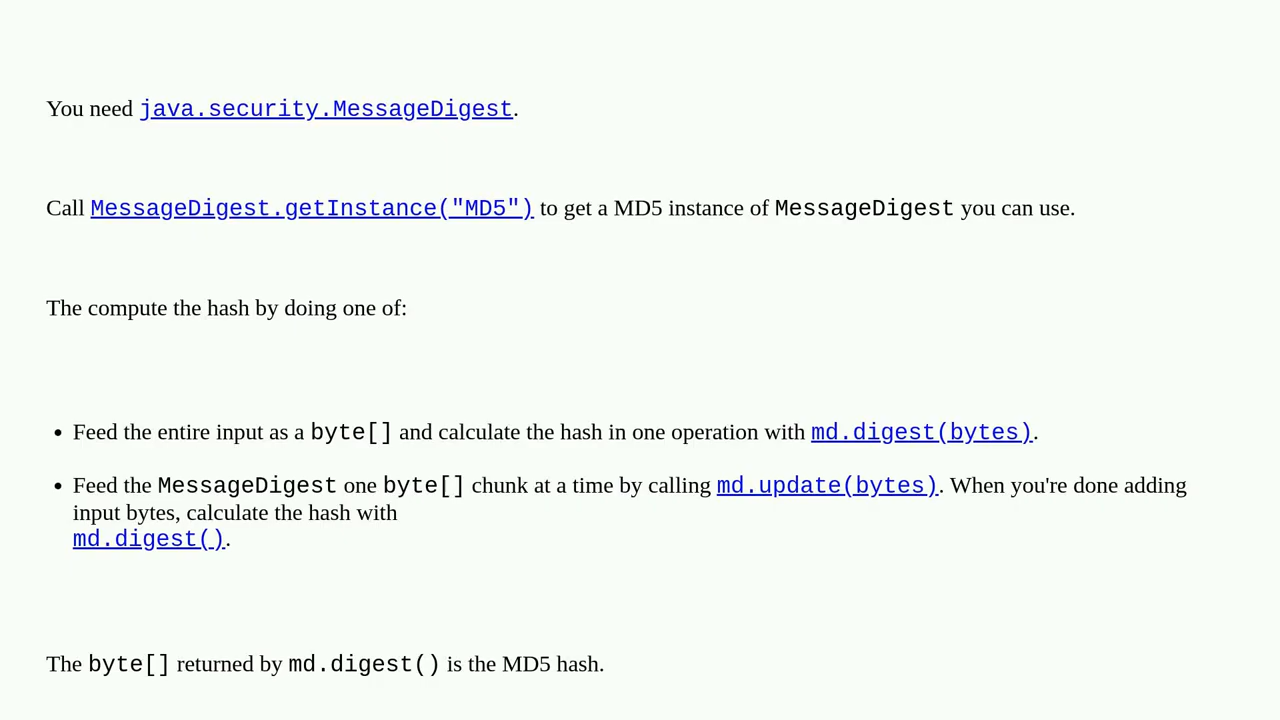 You need java.security.MessageDigest.
Call MessageDigest.getInstance("MD5") to get a MD5 instance of MessageDigest you can use.
The compute the hash by doing one of:
• Feed the entire input as a byte[] and calculate the hash in one operation with md.digest(bytes).
• Feed the MessageDigest one byte[] chunk at a time by calling md.update(bytes). When you're done adding
input bytes, calculate the hash with
md.digest().
The byte[] returned by md.digest() is the MD5 hash.